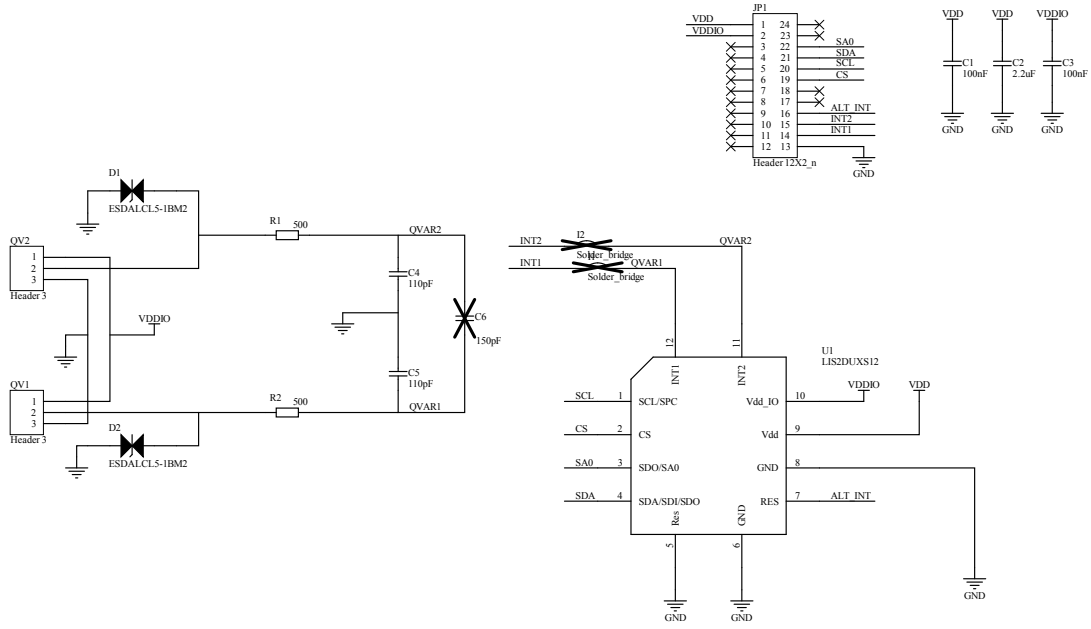 JP1
VDD 1 24
VDDIO 2 23
3 22 SA0
4 21 SDA
5 20 SCL
6 19 CS
7 18
8 17
9 16 ALT_INT
10 15 INT2
11 14 INT1
12 13
Header 12X2_n
GND
VDD VDD VDDIO
C1 C2 C3
100nF 2.2uF 100nF
GND GND GND
D1
ESDALCL5-1BM2
R1 500
QVAR2
QV2
1
2
3
Header 3
C4
110pF
VDDIO
C6
150pF
C5
110pF
QV1
1
2
3
Header 3
R2 500
QVAR1
D2
ESDALCL5-1BM2
INT2 I2 QVAR2
Solder_bridge
INT1 QVAR1
Solder_bridge
12 11
INT1 INT2
U1
LIS2DUXS12
SCL 1 SCL/SPC
CS 2 CS
SA0 3 SDO/SA0
SDA 4 SDA/SDI/SDO
Vdd_IO 10 VDDIO
Vdd 9 VDD
GND 8
RES 7 ALT_INT
Res GND
5 6
GND GND
GND